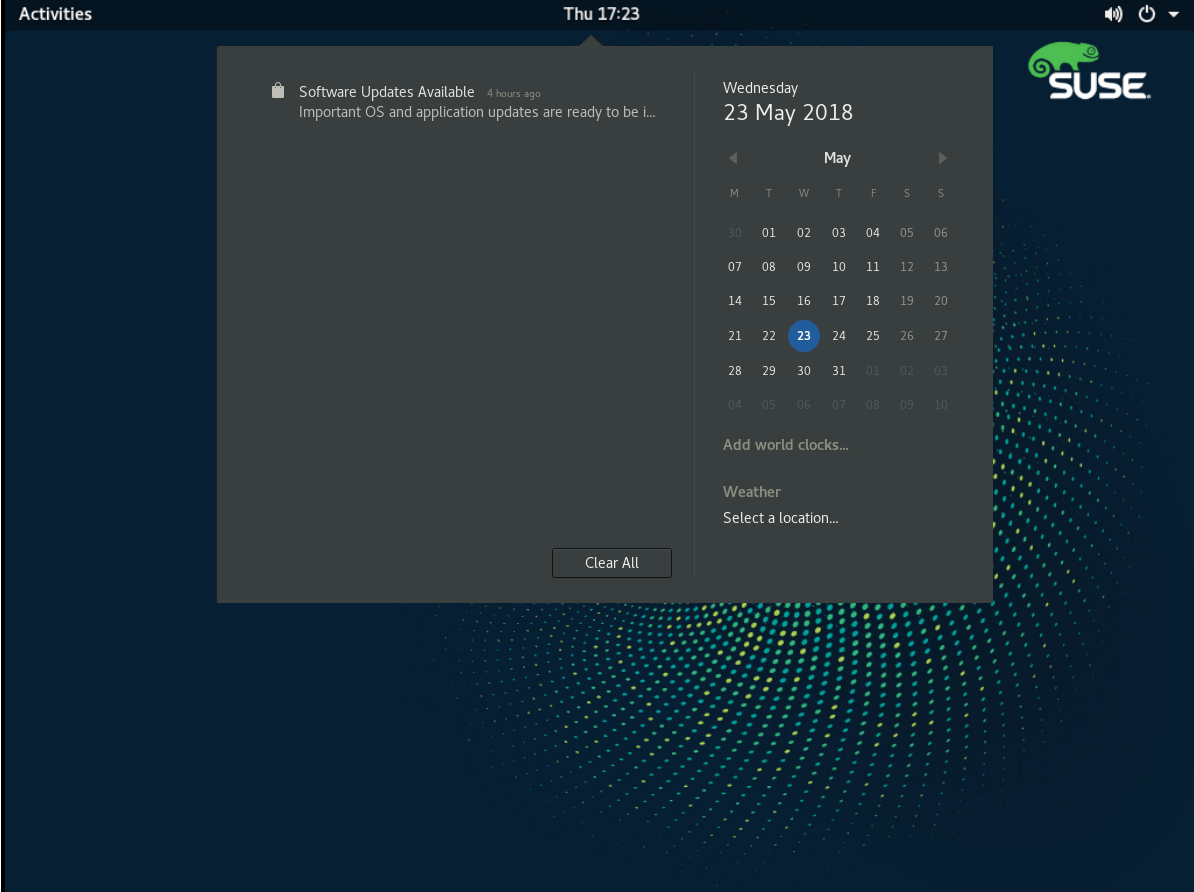 Activities Thu 17:23
SUSE
Software Updates Available 4 hours ago
Important OS and application updates are ready to be i...
Clear All
Wednesday
23 May 2018
May
M T W T F S S
30 01 02 03 04 05 06
07 08 09 10 11 12 13
14 15 16 17 18 19 20
21 22 23 24 25 26 27
28 29 30 31 01 02 03
04 05 06 07 08 09 10
Add world clocks...
Weather
Select a location...